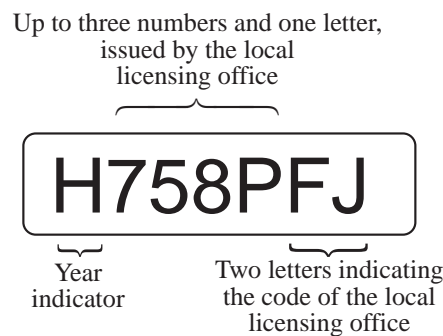 Up to three numbers and one letter,
issued by the local
licensing office
H758PFJ
Year
indicator
Two letters indicating
the code of the local
licensing office